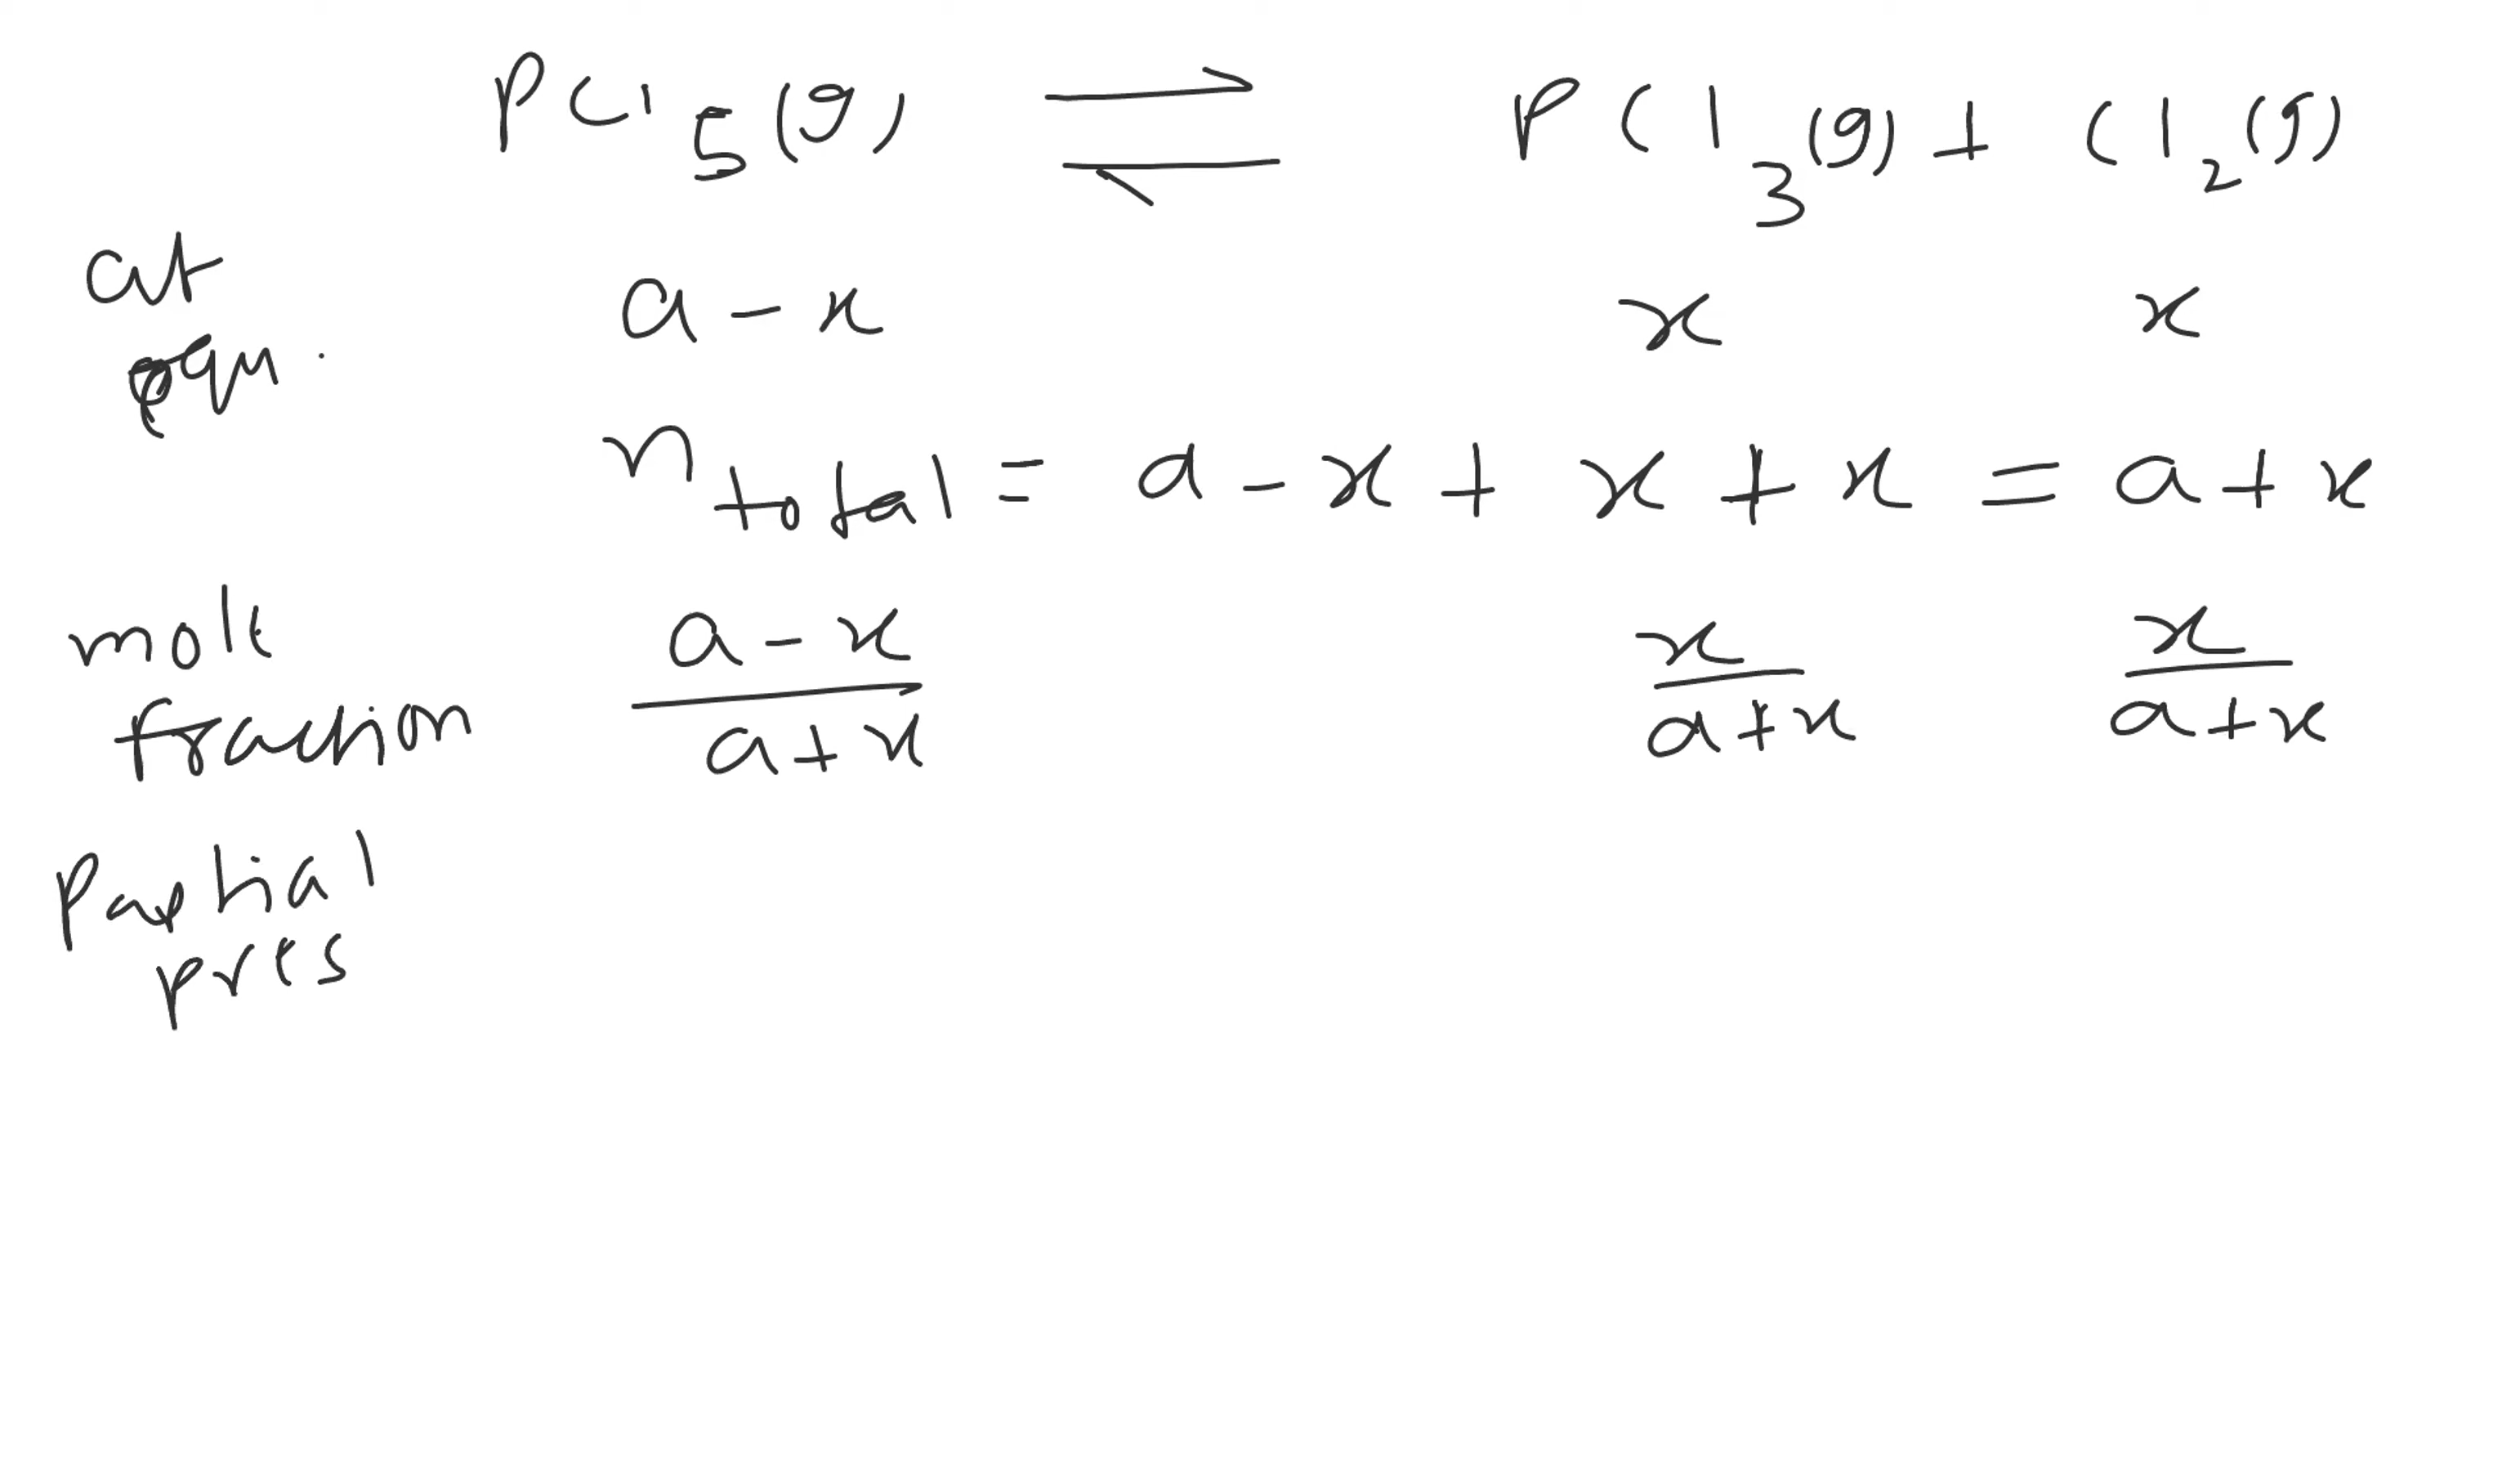 PCl5(g) ⇌ PCl3(g) + Cl2(g)
at eqm. a - x x x
n total = a - x + x + x = a + x
mole fraction (a - x)/(a + x) x/(a + x) x/(a + x)
Partial
pres